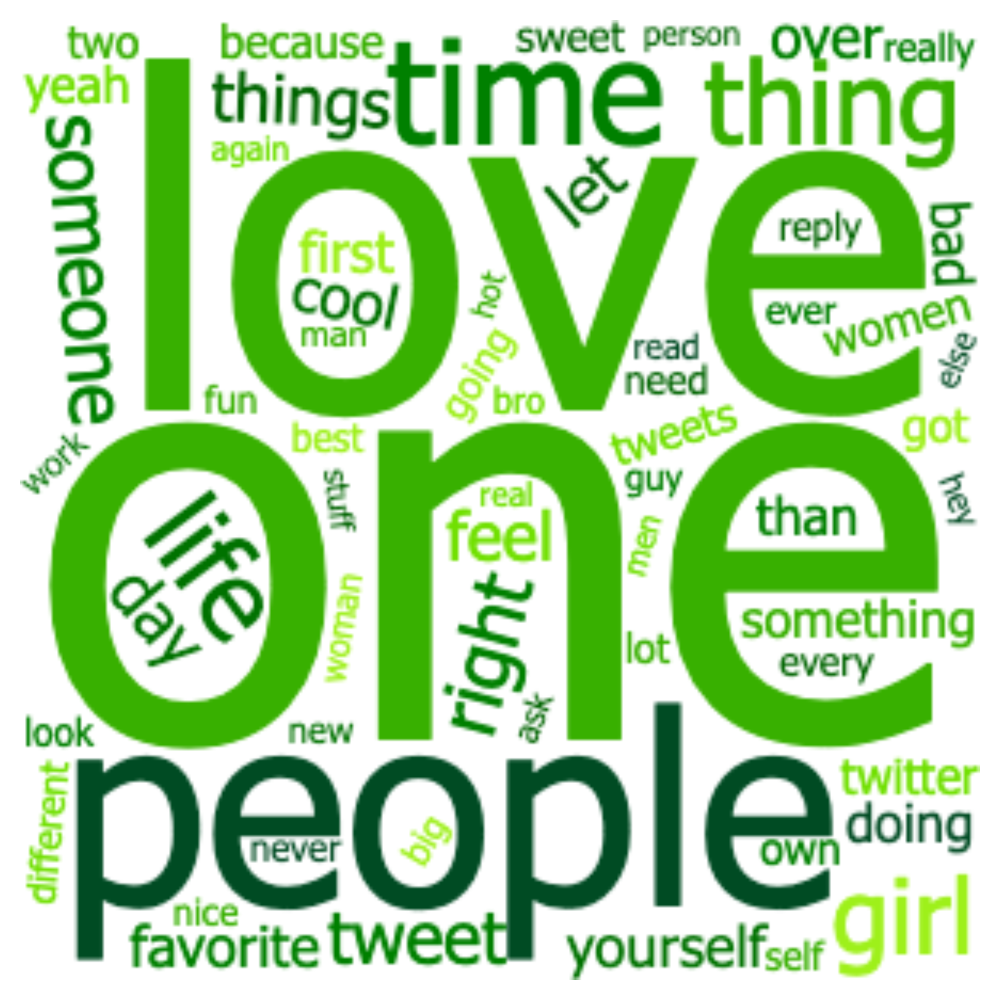 two
because
sweet
person
over
really
yeah
things
time
thing
someone
again
love
let
first
cool
man
hot
reply
bad
ever
women
else
read
need
going
fun
bro
best
tweets
got
work
one
stuff
guy
hey
life
day
real
feel
men
than
right
woman
something
every
lot
ask
look
new
people
different
never
big
own
twitter
doing
nice
favorite
tweet
yourself
self
girl